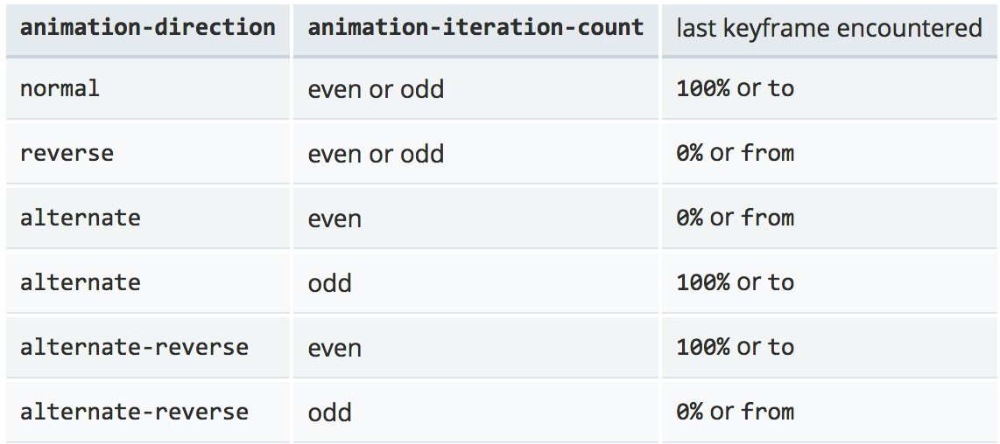 animation-direction animation-iteration-count last keyframe encountered
normal even or odd 100% or to
reverse even or odd 0% or from
alternate even 0% or from
alternate odd 100% or to
alternate-reverse even 100% or to
alternate-reverse odd 0% or from